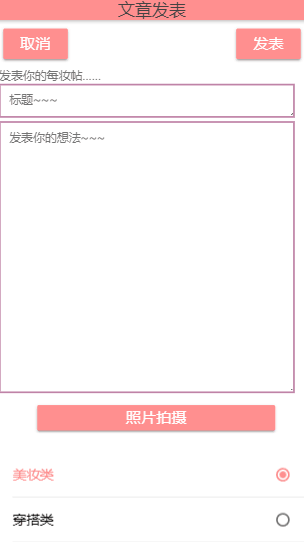 文章发表
取消 发表
发表你的每妆帖......
标题~~~
发表你的想法~~~
照片拍摄
美妆类
穿搭类